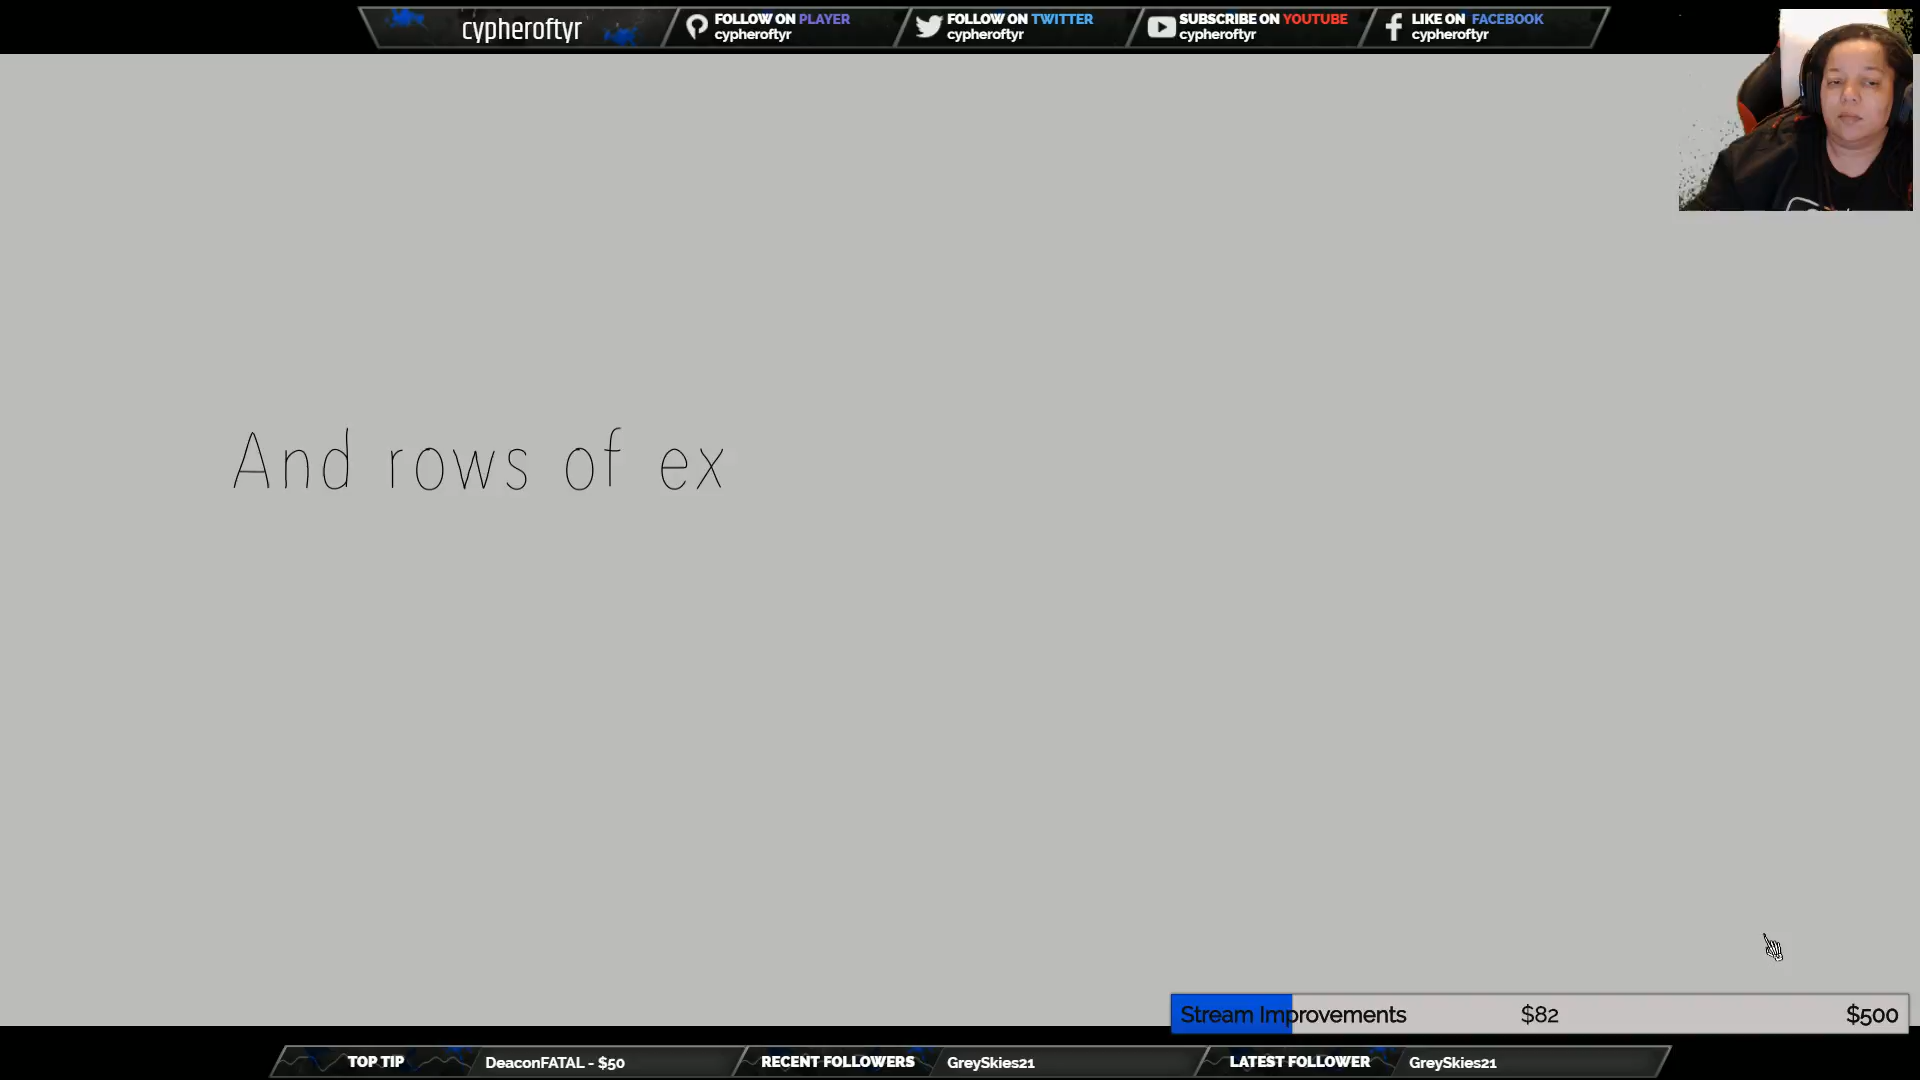 cypheroftyr
FOLLOW ON PLAYER
cypheroftyr
FOLLOW ON TWITTER
cypheroftyr
SUBSCRIBE ON YOUTUBE
cypheroftyr
LIKE ON FACEBOOK
cypheroftyr
And rows of ex
Stream Improvements $82 $500
TOP TIP DeaconFATAL - $50 RECENT FOLLOWERS GreySkies21 LATEST FOLLOWER GreySkies21